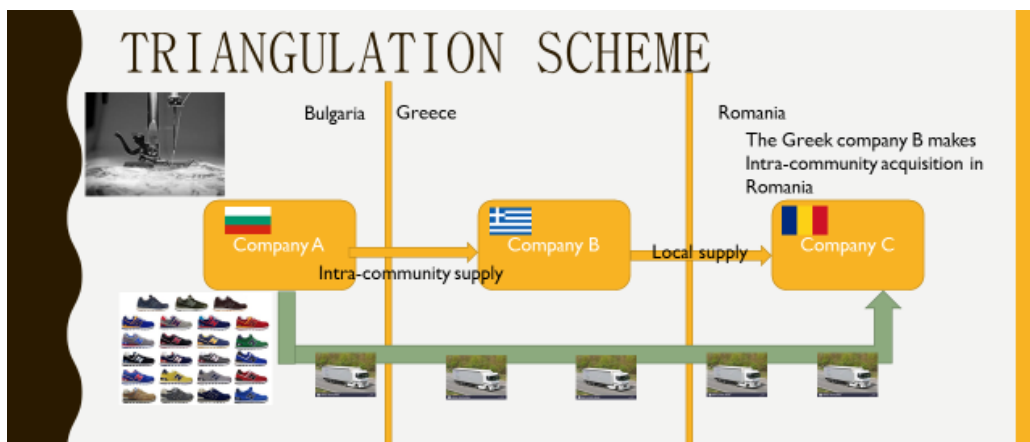 TRIANGULATION SCHEME
Bulgaria
Greece
Romania
The Greek company B makes
Intra-community acquisition in
Romania
Company A
Company B
Company C
Intra-community supply
Local supply